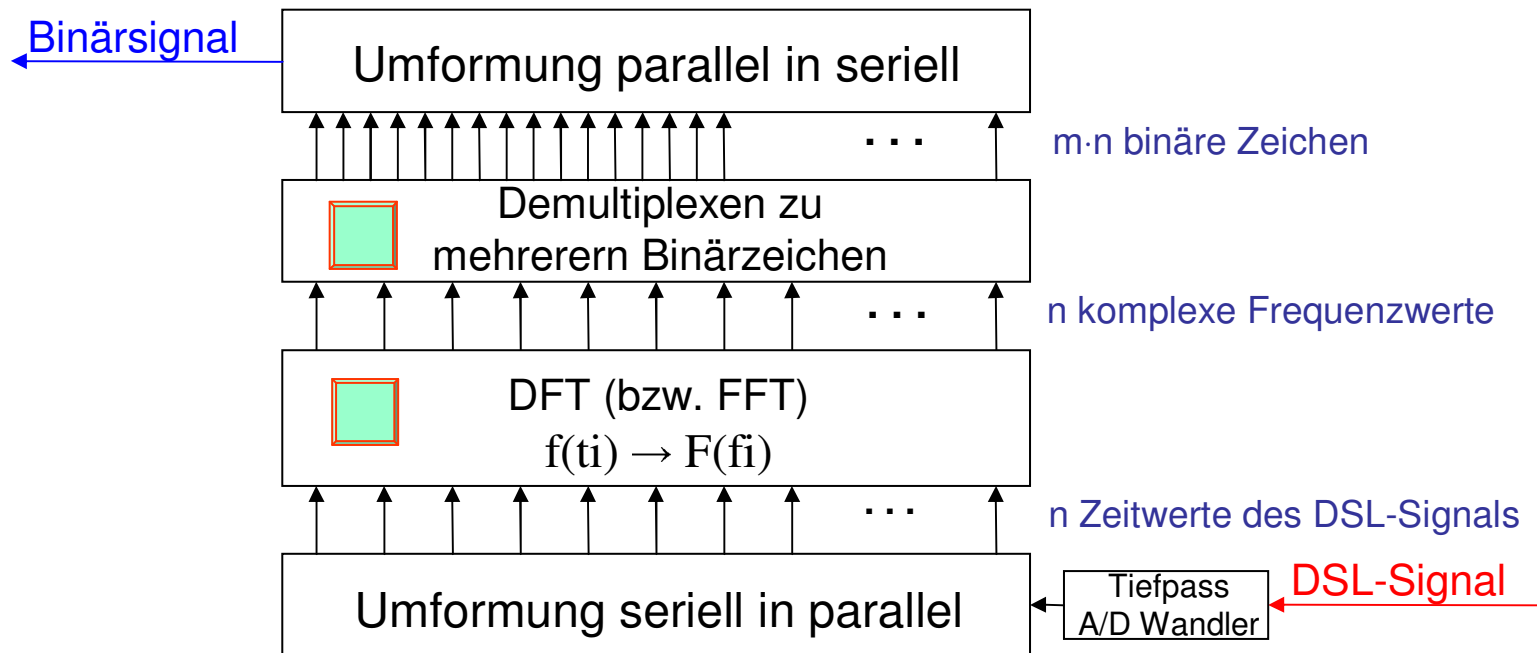 Binärsignal
Umformung parallel in seriell
. . .
m·n binäre Zeichen
Demultiplexen zu
mehrerern Binärzeichen
. . .
n komplexe Frequenzwerte
DFT (bzw. FFT)
f(ti) → F(fi)
. . .
n Zeitwerte des DSL-Signals
Umformung seriell in parallel
Tiefpass
A/D Wandler
DSL-Signal